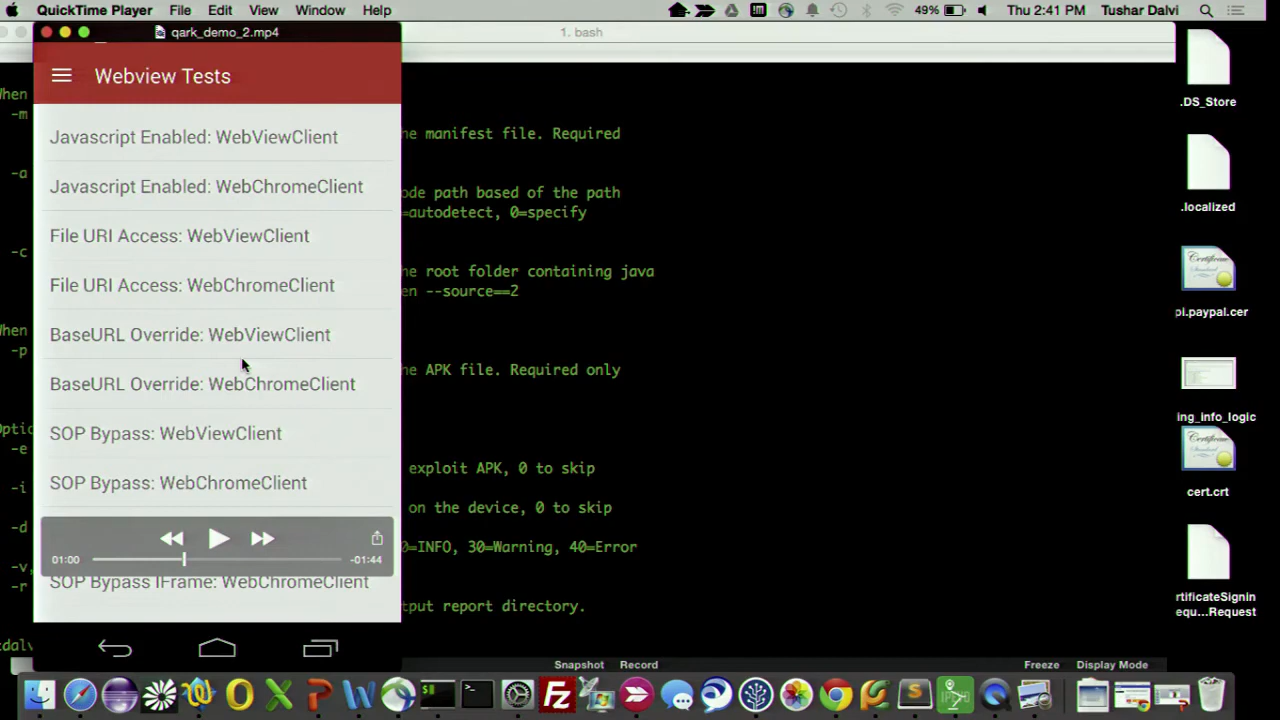 QuickTime Player File Edit View Window Help
49% Thu 2:41 PM Tushar Dalvi
qark_demo_2.mp4
1. bash
Webview Tests
Javascript Enabled: WebViewClient
Javascript Enabled: WebChromeClient
File URI Access: WebViewClient
File URI Access: WebChromeClient
BaseURL Override: WebViewClient
BaseURL Override: WebChromeClient
SOP Bypass: WebViewClient
SOP Bypass: WebChromeClient
01:00
-01:44
SOP Bypass IFrame: WebChromeClient
When
-m
he manifest file. Required
-a
ode path based of the path
=autodetect, 0=specify
-c
he root folder containing java
en --source==2
When
-p
he APK file. Required only
Optio
-e
exploit APK, 0 to skip
-i
on the device, 0 to skip
-d
0=INFO, 30=Warning, 40=Error
-v,
-r
tput report directory.
:dalv
.DS_Store
.localized
pi.paypal.cer
ing_info_logic
cert.crt
rtificateSignin
equ...Request
Snapshot Record Freeze Display Mode